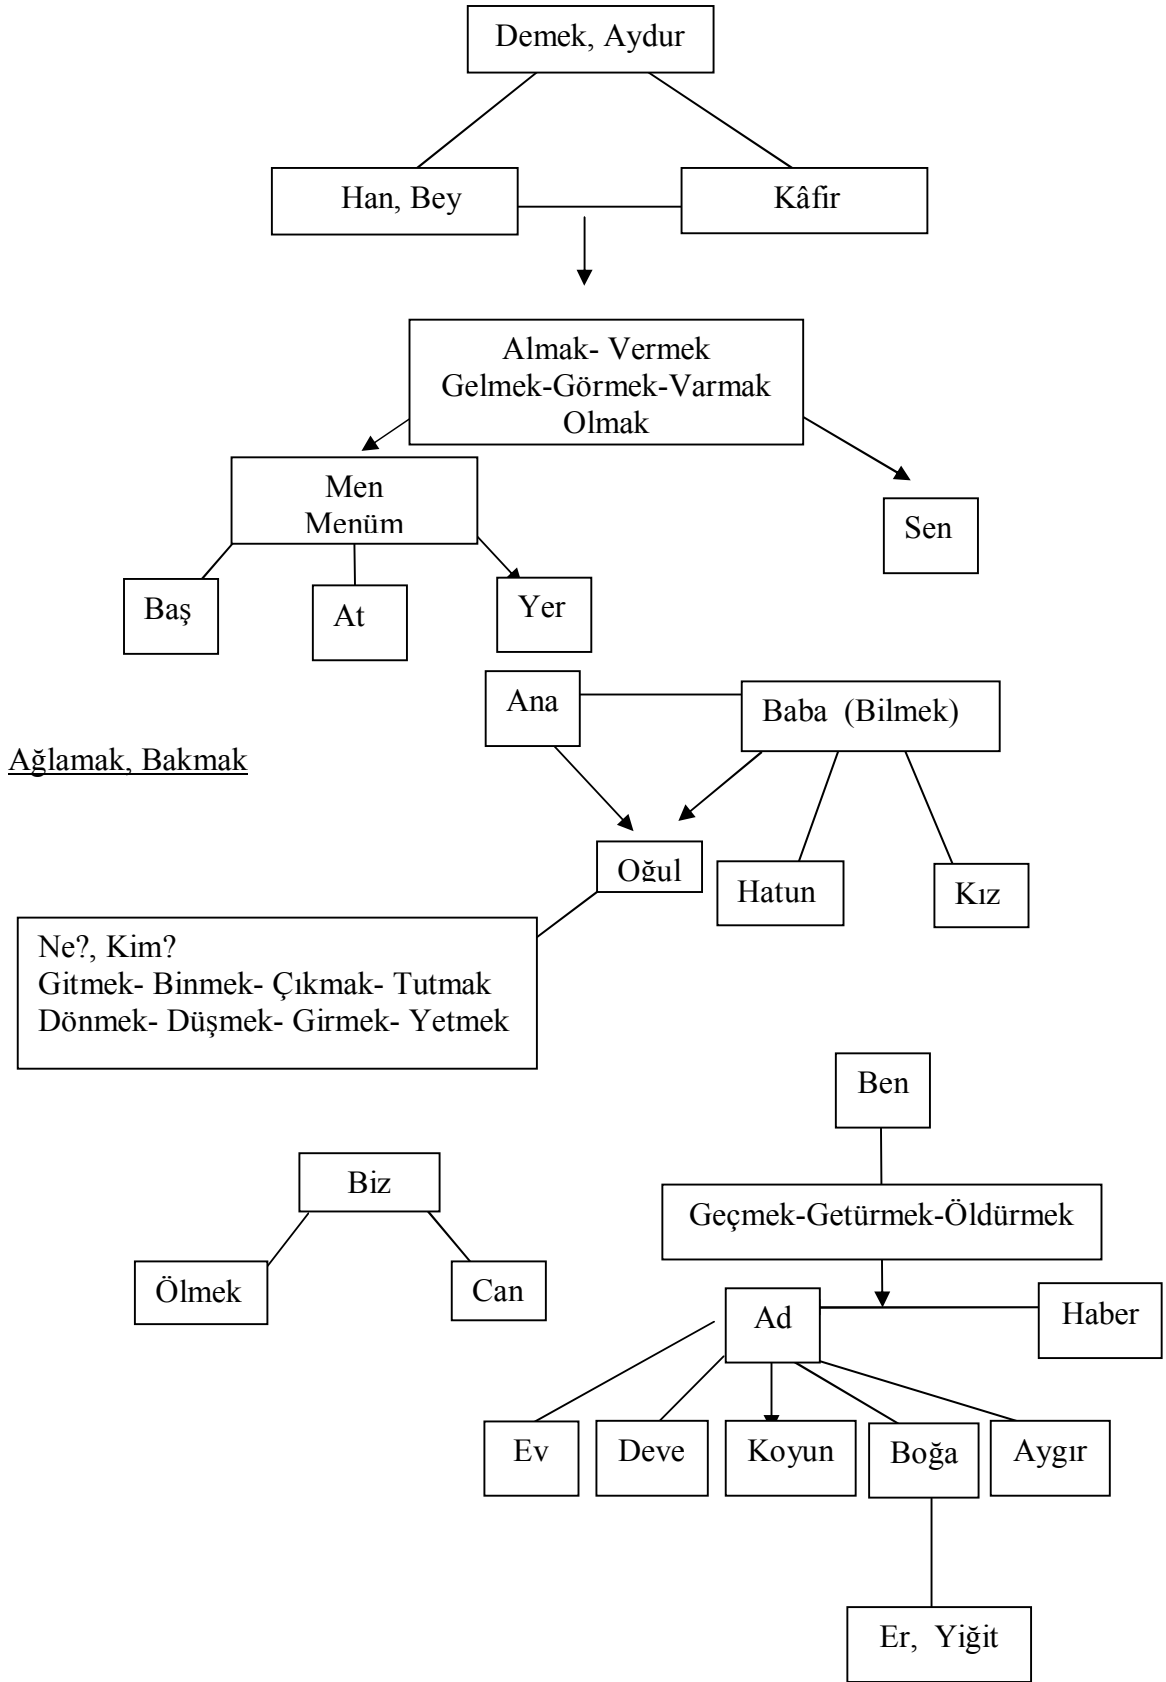 Demek, Aydur
Han, Bey
Kâfir
Almak- Vermek
Gelmek-Görmek-Varmak
Olmak
Men
Menüm
Sen
Baş
At
Yer
Ana
Baba (Bilmek)
Ağlamak, Bakmak
Oğul
Hatun
Kız
Ne?, Kim?
Gitmek- Binmek- Çıkmak- Tutmak
Dönmek- Düşmek- Girmek- Yetmek
Ben
Biz
Geçmek-Getürmek-Öldürmek
Ölmek
Can
Ad
Haber
Ev
Deve
Koyun
Boğa
Aygır
Er, Yiğit